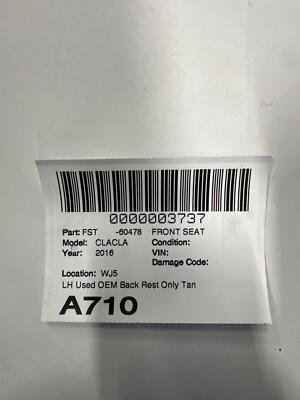 0000003737
Part: FST -60478 FRONT SEAT
Model: CLACLA Condition:
Year: 2016 VIN:
Damage Code:
Location: WJ5
LH Used OEM Back Rest Only Tan
A710